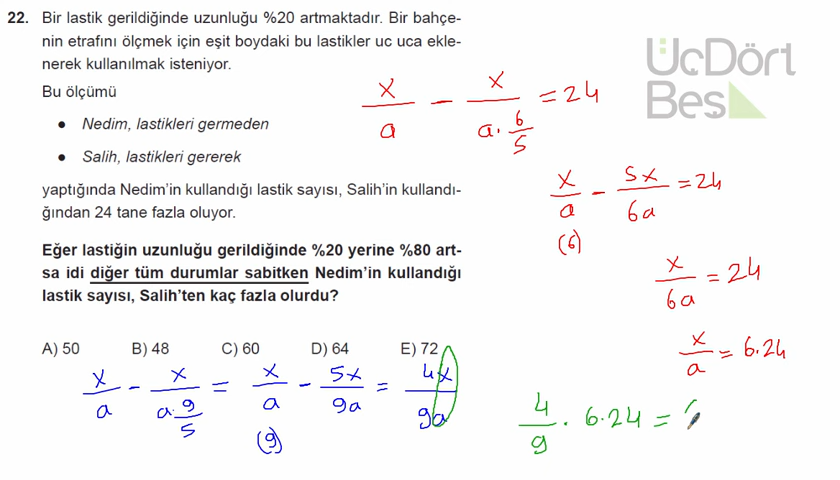 22. Bir lastik gerildiğinde uzunluğu %20 artmaktadır. Bir bahçe-
nin etrafını ölçmek için eşit boydaki bu lastikler uc uca ekle-
nerek kullanılmak isteniyor.
Bu ölçümü
● Nedim, lastikleri germeden
● Salih, lastikleri gererek
yaptığında Nedim'in kullandığı lastik sayısı, Salih'in kullandı-
ğından 24 tane fazla oluyor.
Eğer lastiğin uzunluğu gerildiğinde %20 yerine %80 art-
sa idi diğer tüm durumlar sabitken Nedim'in kullandığı
lastik sayısı, Salih'ten kaç fazla olurdu?
A) 50 B) 48 C) 60 D) 64 E) 72
ÜçDört
Beş
x/a - x/(a · 6/5) = 24
x/a - 5x/6a = 24
(6)
x/6a = 24
x/a = 6.24
x/a - x/(a · 9/5) = x/a - 5x/9a = 4x/9a
(9)
4/9 · 6.24 =